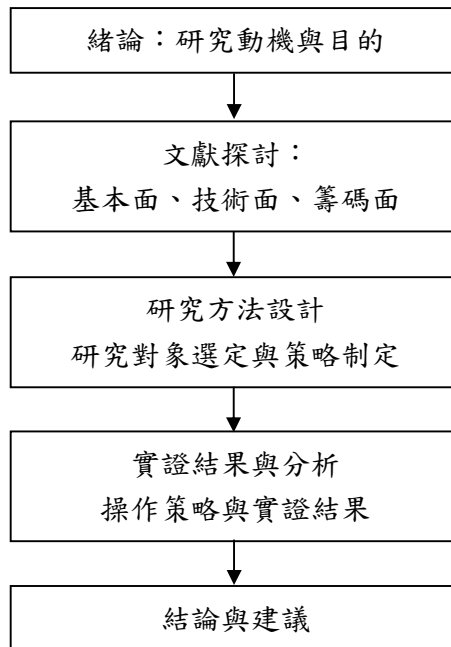 緒論：研究動機與目的
文獻探討：
基本面、技術面、籌碼面
研究方法設計
研究對象選定與策略制定
實證結果與分析
操作策略與實證結果
結論與建議